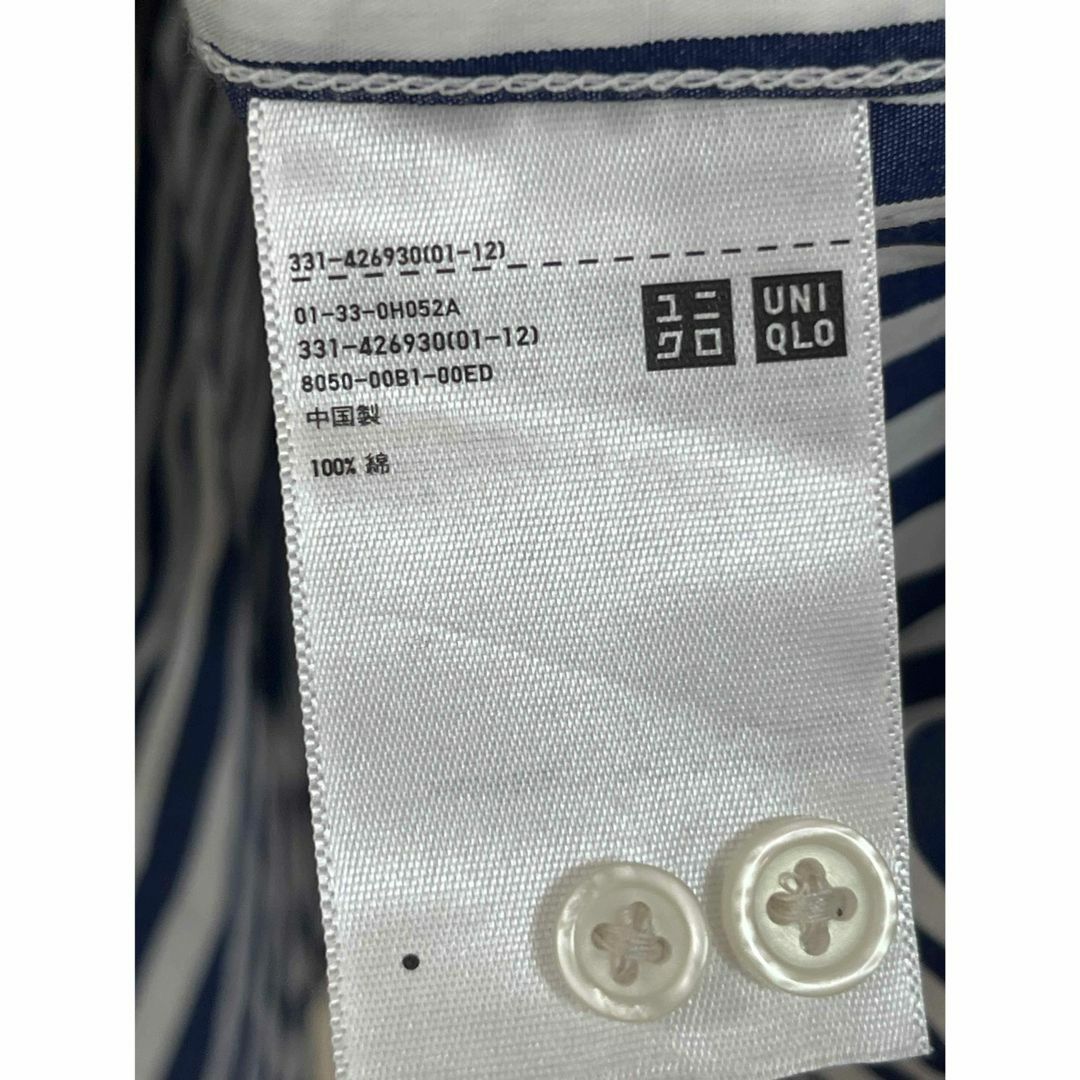 331-426930(01-12)
01-33-0H052A
331-426930(01-12)
8050-00B1-00ED
中国製
100% 綿
ユニ
クロ
UNI
QLO